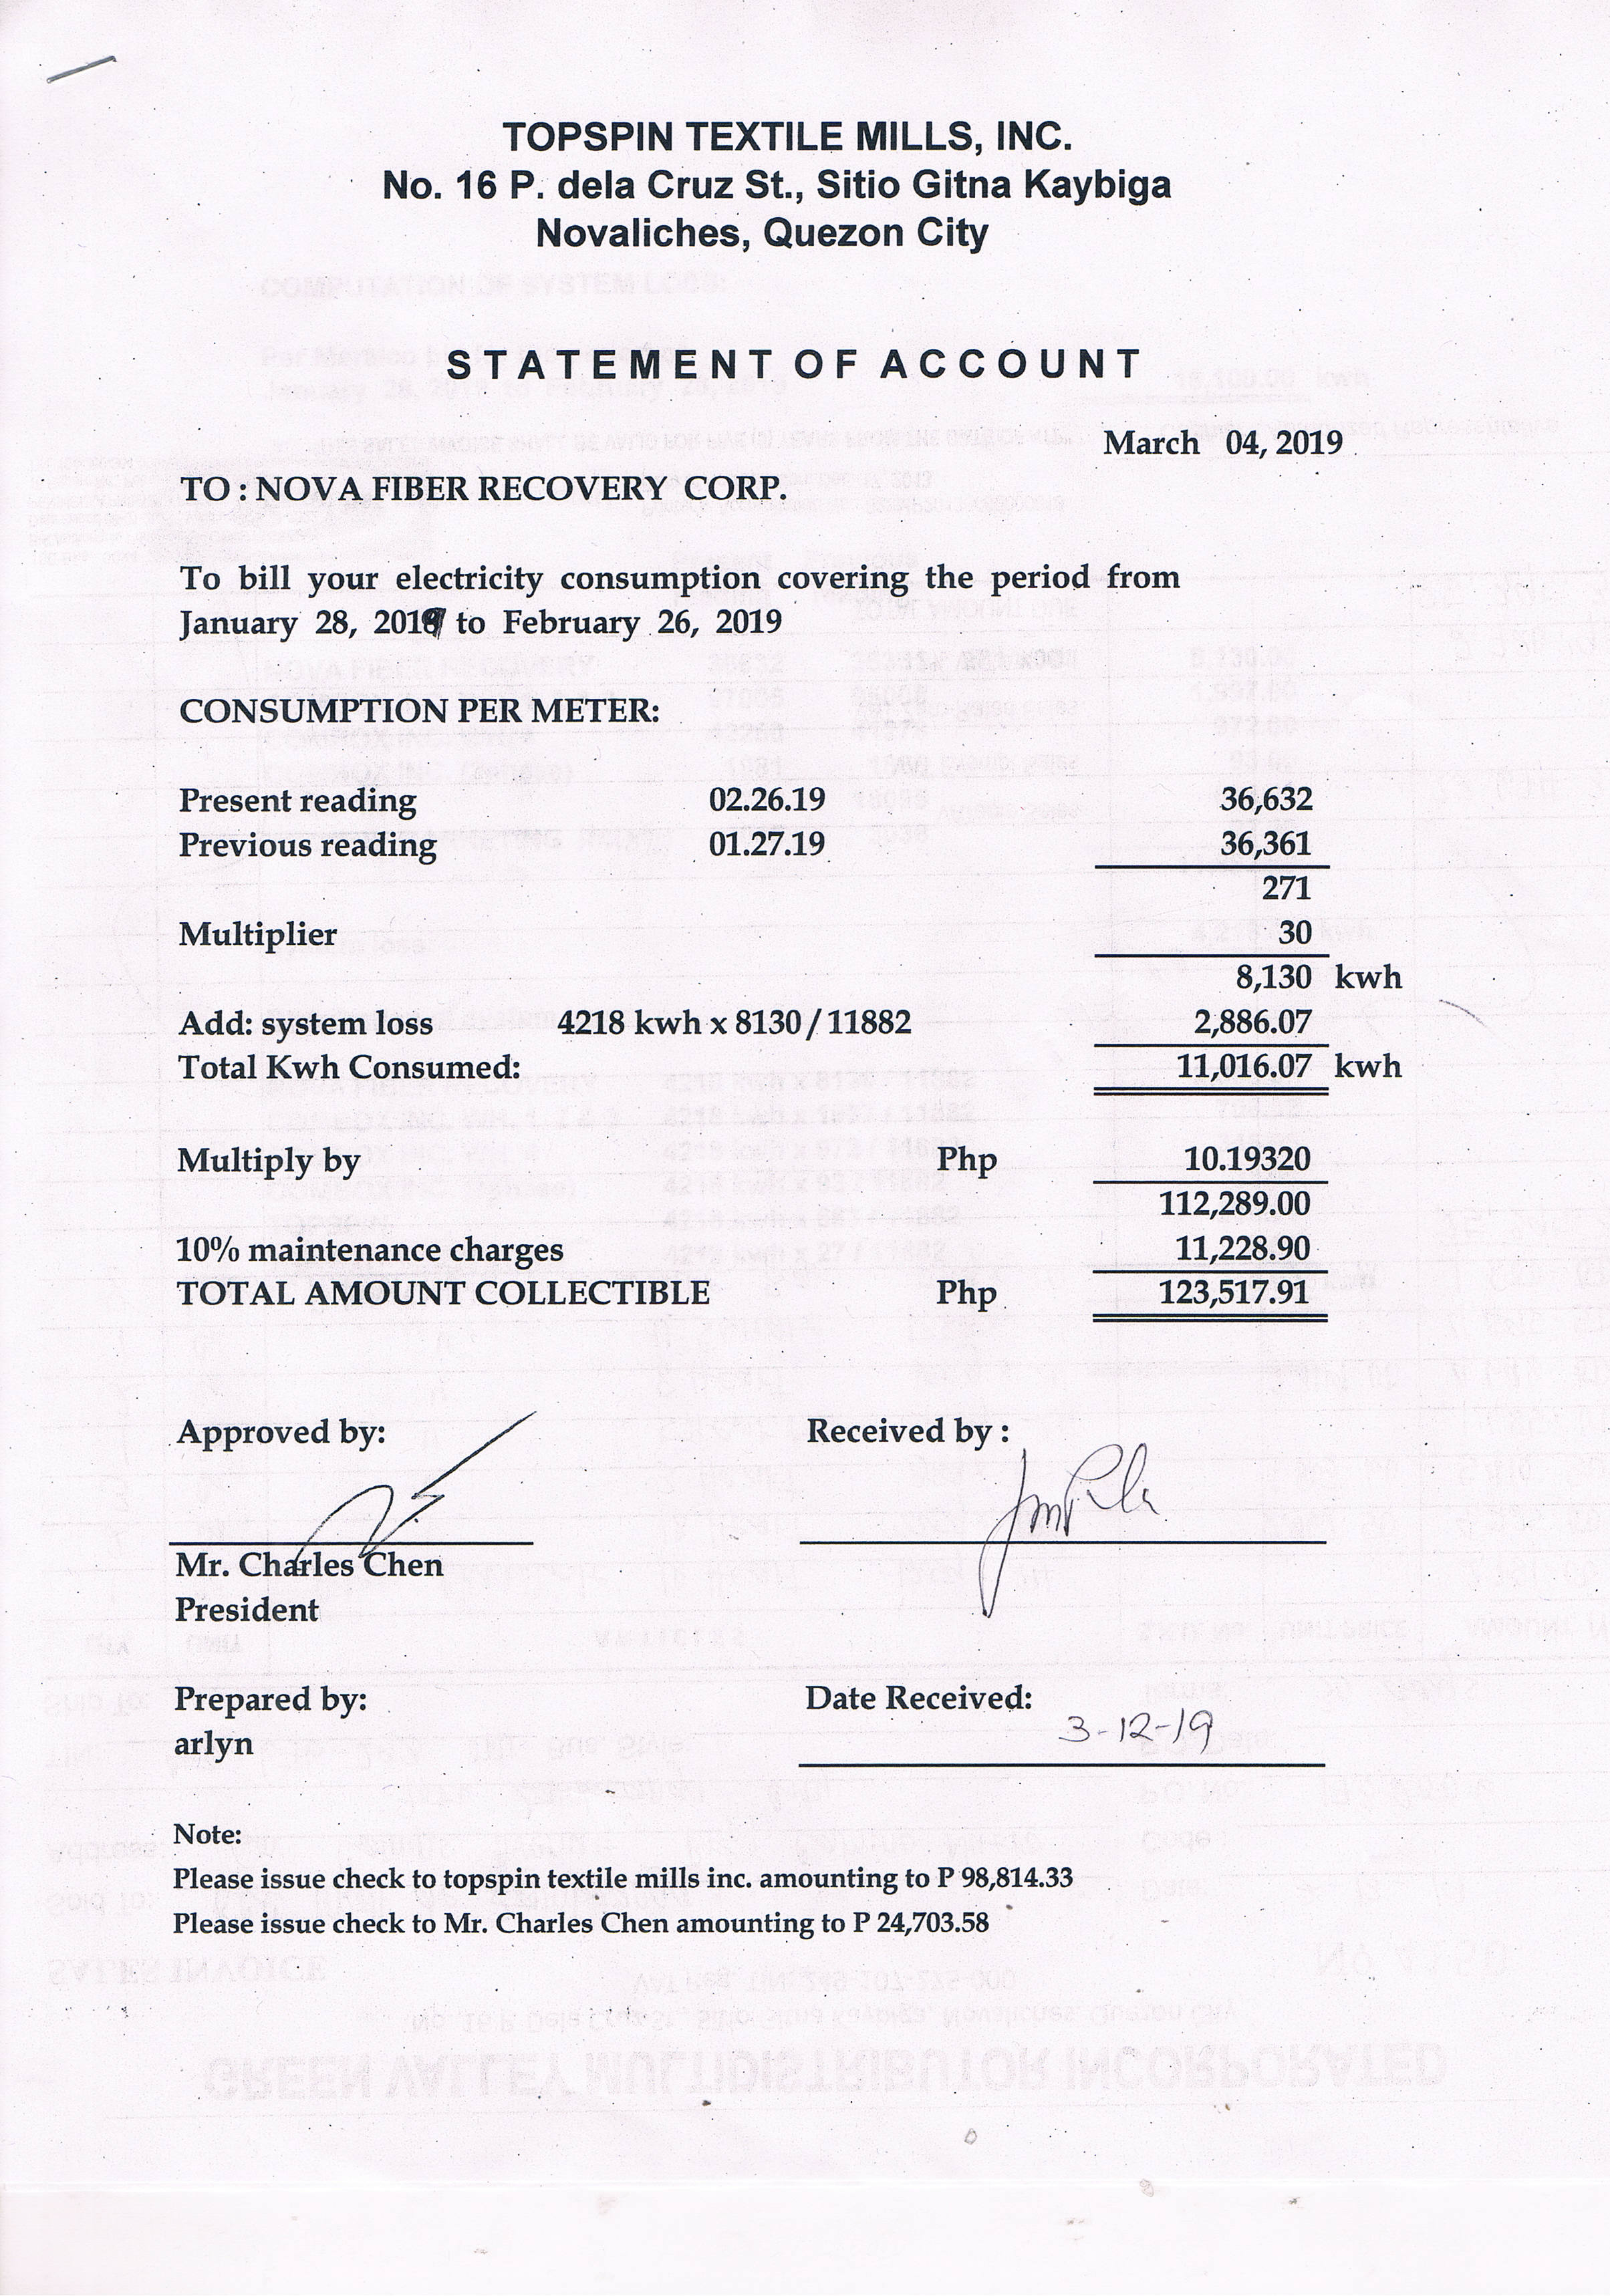 TOPSPIN TEXTILE MILLS, INC.
No. 16 P. dela Cruz St., Sitio Gitna Kaybiga
Novaliches, Quezon City
STATEMENT OF ACCOUNT
March 04, 2019
TO : NOVA FIBER RECOVERY CORP.
To bill your electricity consumption covering the period from
January 28, 2019 to February 26, 2019
CONSUMPTION PER METER:
Present reading 02.26.19 36,632
Previous reading 01.27.19 36,361
271
Multiplier 30
8,130 kwh
Add: system loss 4218 kwh x 8130 / 11882 2,886.07
Total Kwh Consumed: 11,016.07 kwh
Multiply by Php 10.19320
112,289.00
10% maintenance charges 11,228.90
TOTAL AMOUNT COLLECTIBLE Php 123,517.91
Approved by: Received by :
Mr. Charles Chen
President
Prepared by: Date Received:
arlyn 3-12-19
Note:
Please issue check to topspin textile mills inc. amounting to P 98,814.33
Please issue check to Mr. Charles Chen amounting to P 24,703.58
SALES INVOICE
GREEN VALLEY MULTIDISTRIBUTOR INCORPORATED